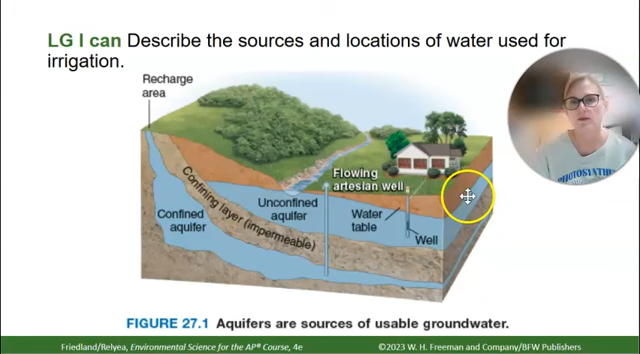 LG I can Describe the sources and locations of water used for
irrigation.
Recharge
area
Flowing
artesian well
Confining layer (impermeable)
Unconfined
aquifer
Confined
aquifer
Water
table
Well
FIGURE 27.1 Aquifers are sources of usable groundwater.
Friedland/Relyea, Environmental Science for the AP® Course, 4e
©2023 W. H. Freeman and Company/BFW Publishers